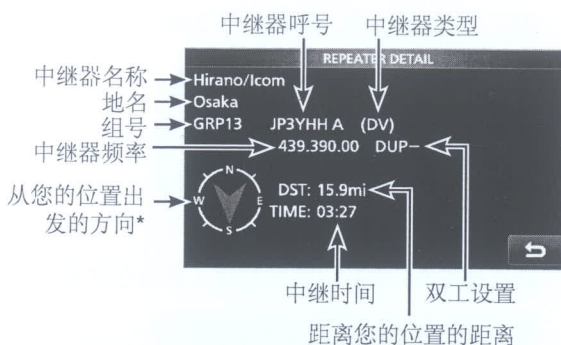 中继器呼号 中继器类型
REPEATER DETAIL
中继器名称 Hirano/Icom
地名 Osaka
组号 GRP13 JP3YHH A (DV)
中继器频率 439.390.00 DUP−
从您的位置出
发的方向*
N
W E
S
DST: 15.9mi
TIME: 03:27
中继时间 双工设置
距离您的位置的距离